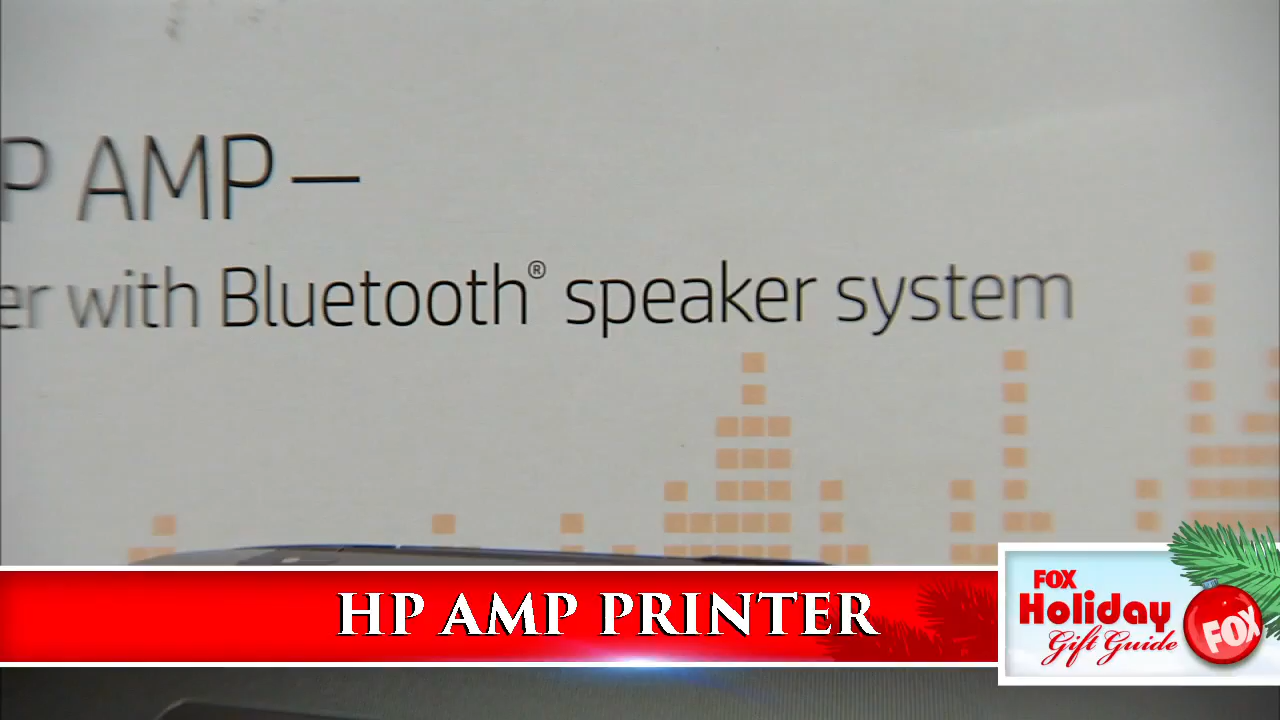 P AMP –
er with Bluetooth® speaker system
HP AMP PRINTER
FOX
Holiday
Gift Guide
FOX